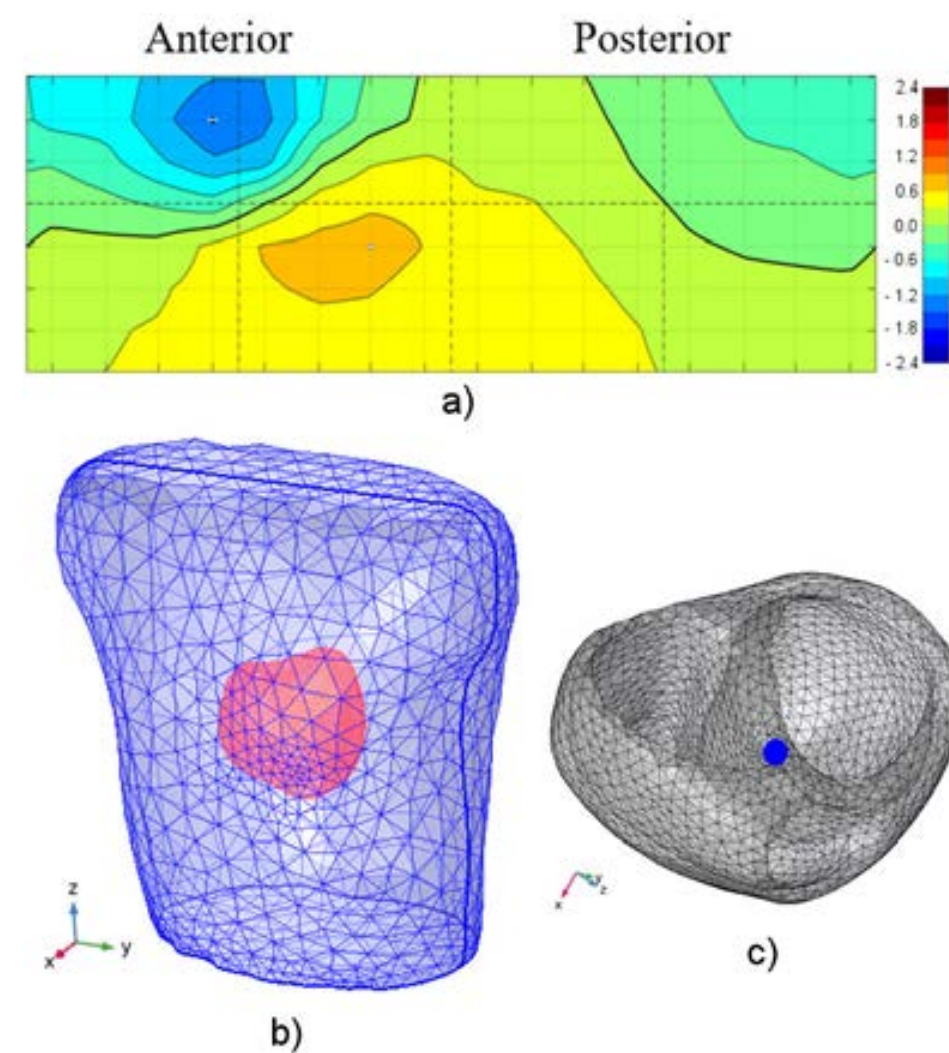 Anterior Posterior
2.4
1.8
1.2
0.6
0.0
- 0.5
- 1.2
- 1.8
- 2.4
a)
z
x
y
b)
x
y
z
c)